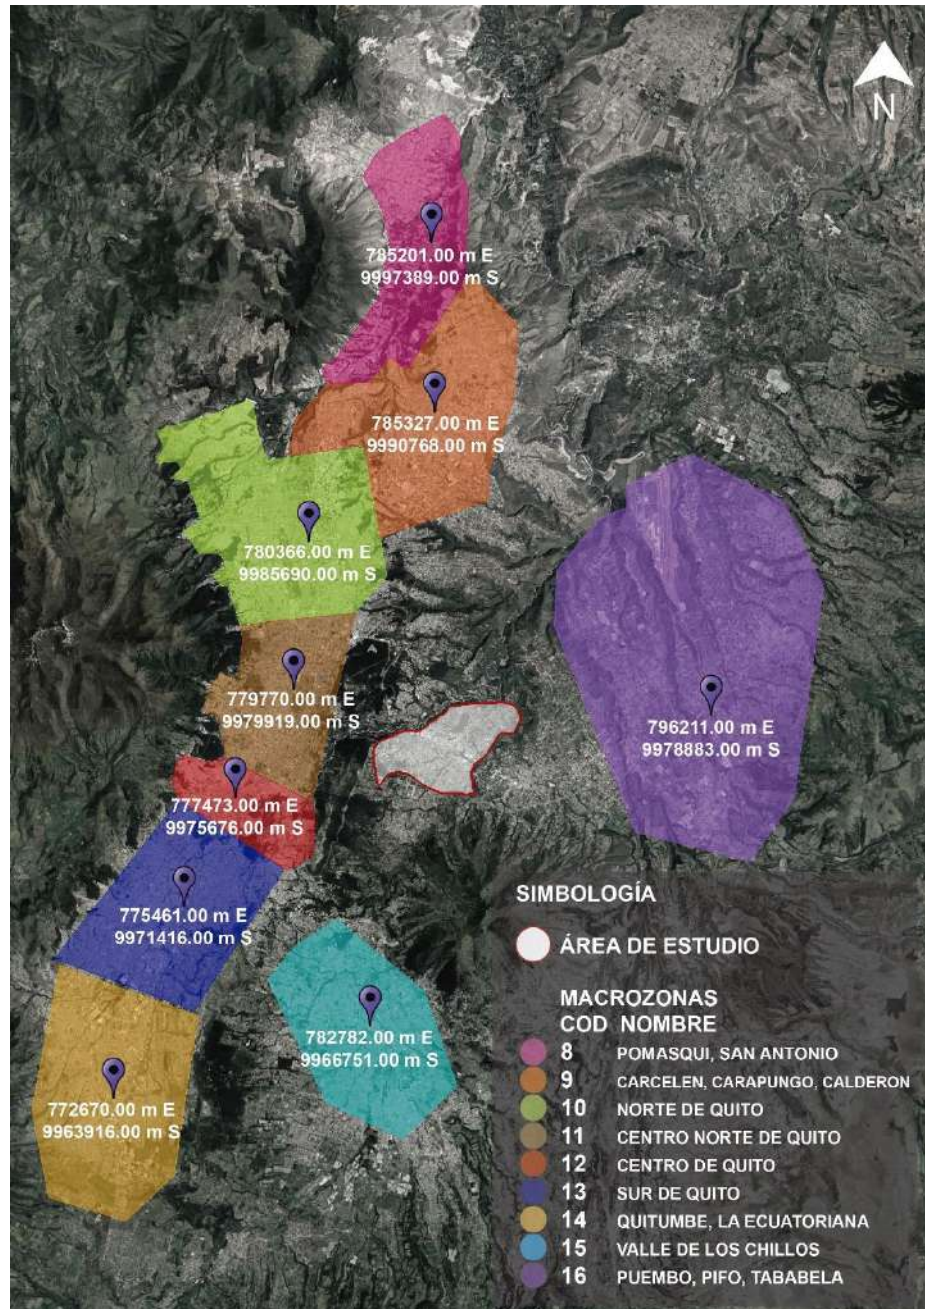 N
785201.00 m E
9997389.00 m S
785327.00 m E
9990768.00 m S
780366.00 m E
9985690.00 m S
779770.00 m E
9979919.00 m S
796211.00 m E
9978883.00 m S
777473.00 m E
9975676.00 m S
775461.00 m E
9971416.00 m S
782782.00 m E
9966751.00 m S
772670.00 m E
9963916.00 m S
SIMBOLOGÍA
ÁREA DE ESTUDIO
MACROZONAS
COD NOMBRE
8 POMASQUI, SAN ANTONIO
9 CARCELEN, CARAPUNGO, CALDERON
10 NORTE DE QUITO
11 CENTRO NORTE DE QUITO
12 CENTRO DE QUITO
13 SUR DE QUITO
14 QUITUMBE, LA ECUATORIANA
15 VALLE DE LOS CHILLOS
16 PUEMBO, PIFO, TABABELA